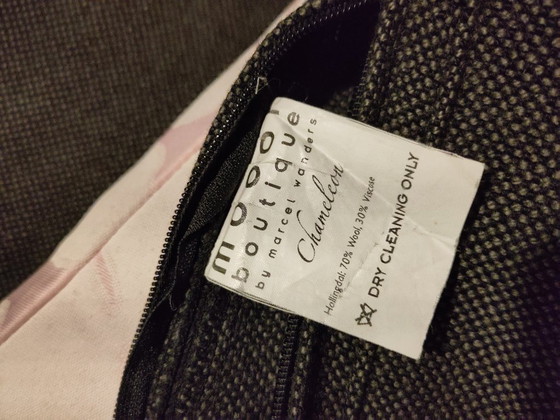 moooi
boutique
by marcel wanders
Chameleon
Hallingdal: 70% Wool, 30% Viscose
DRY CLEANING ONLY